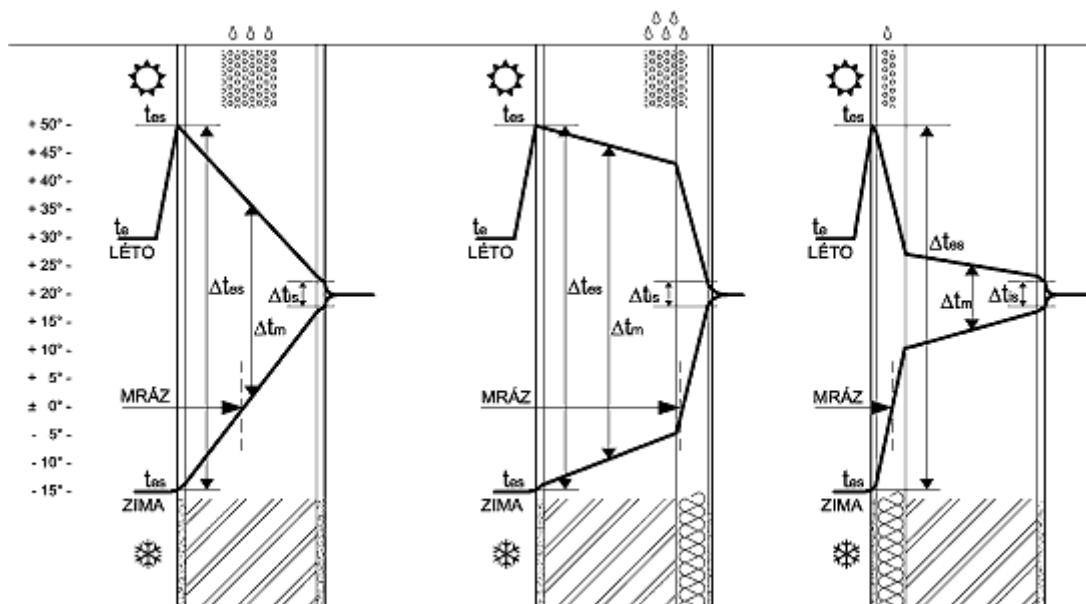 + 50° -
+ 45° -
+ 40° -
+ 35° -
+ 30° -
+ 25° -
+ 20° -
+ 15° -
+ 10° -
+ 5° -
± 0° -
- 5° -
- 10° -
- 15° -
tes
te
LÉTO
Δtes
Δtis
Δtm
MRÁZ
tes
ZIMA
tes
te
LÉTO
Δtes
Δtis
Δtm
MRÁZ
tes
ZIMA
tes
te
LÉTO
Δtes
Δtis
Δtm
MRÁZ
tes
ZIMA